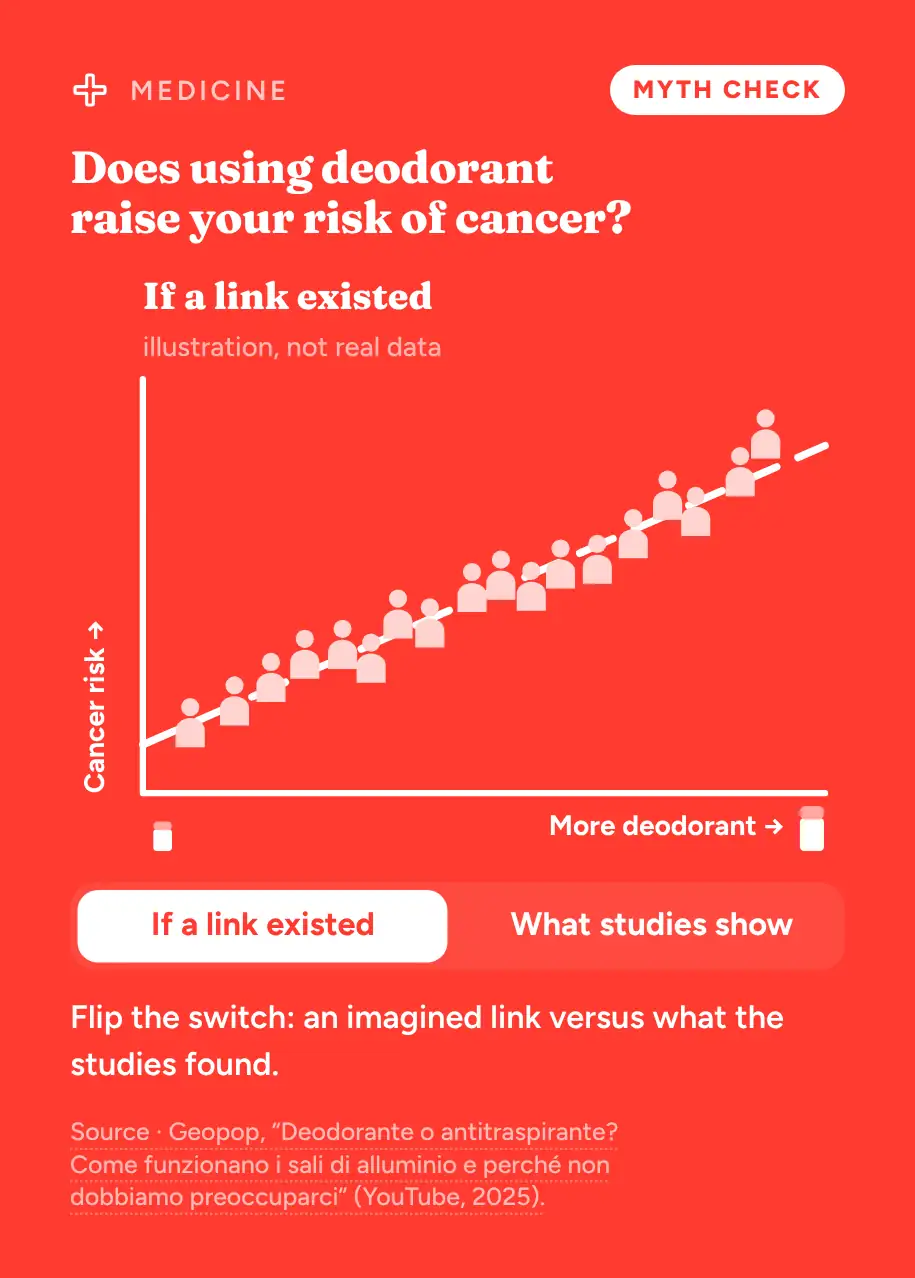 MEDICINE
MYTH CHECK
Does using deodorant
raise your risk of cancer?
If a link existed
illustration, not real data
Cancer risk →
More deodorant →
If a link existed
What studies show
Flip the switch: an imagined link versus what the
studies found.
Source · Geopop, “Deodorante o antitraspirante?
Come funzionano i sali di alluminio e perché non
dobbiamo preoccuparci” (YouTube, 2025).